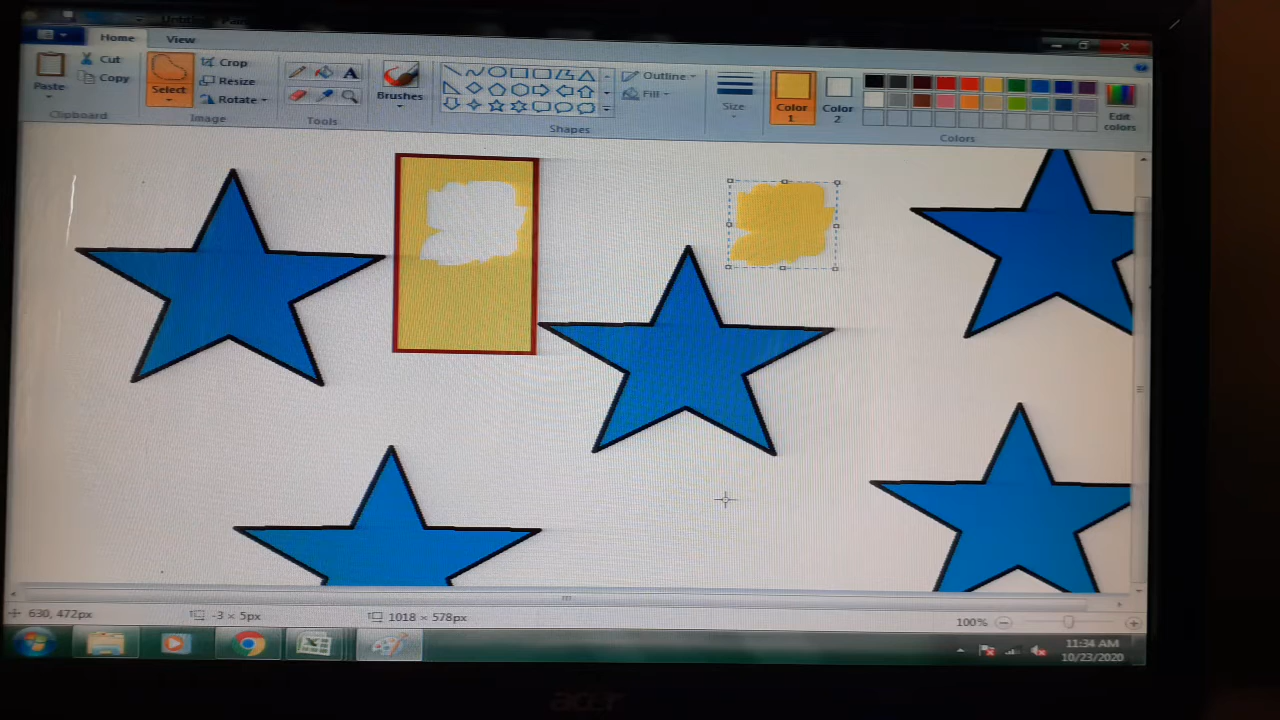 Home View
Cut
Copy
Paste
Clipboard
Select
Crop
Resize
Rotate
Image
Tools
Brushes
Shapes
Outline
Fill
Size
Color 1
Color 2
Edit colors
Colors
630, 472px -3 × 5px 1018 × 578px 100%
11:34 AM
10/23/2020
acer